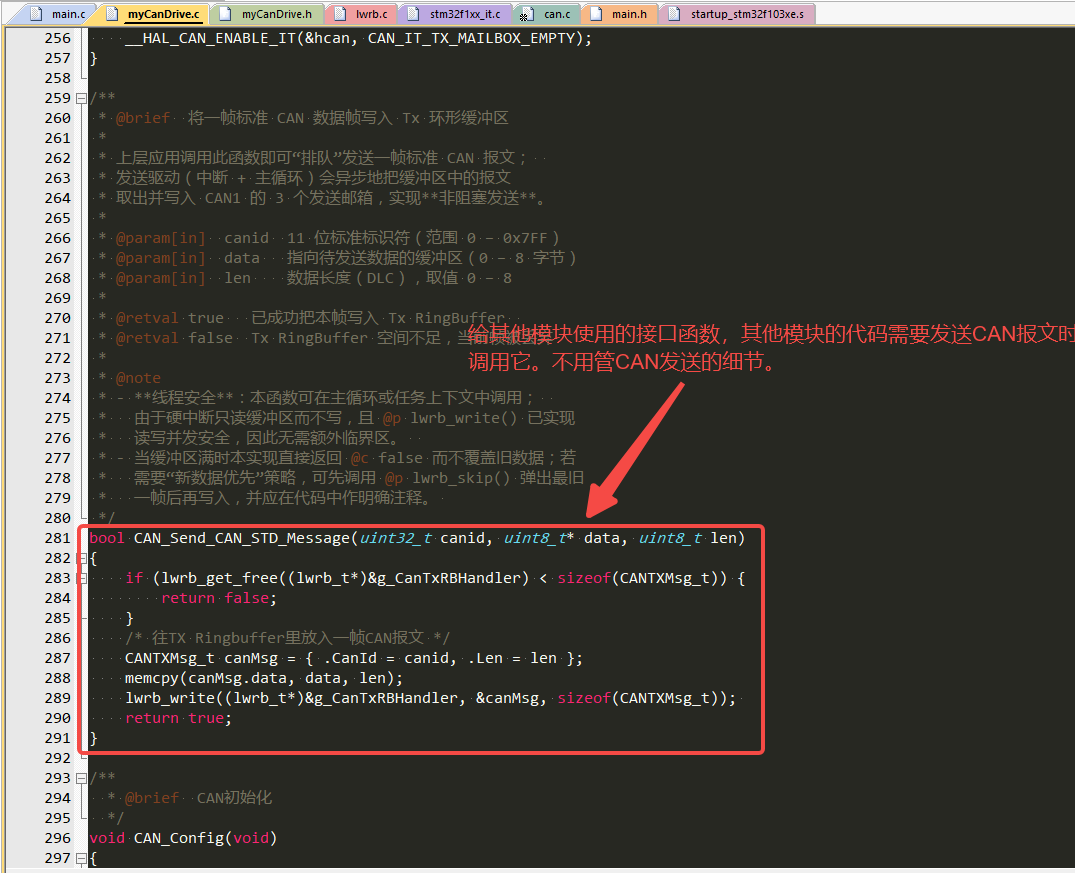 main.c myCanDrive.c myCanDrive.h lwrb.c stm32f1xx_it.c can.c main.h startup_stm32f103xe.s
256 __HAL_CAN_ENABLE_IT(&hcan, CAN_IT_TX_MAILBOX_EMPTY);
257 }
258
259 /**
260 * @brief 将一帧标准 CAN 数据帧写入 Tx 环形缓冲区
261 *
262 * 上层应用调用此函数即可“排队”发送一帧标准 CAN 报文；
263 * 发送驱动（中断 + 主循环）会异步地把缓冲区中的报文
264 * 取出并写入 CAN1 的 3 个发送邮箱，实现**非阻塞发送**。
265 *
266 * @param[in] canid 11 位标准标识符（范围 0 – 0x7FF）
267 * @param[in] data 指向待发送数据的缓冲区（0 – 8 字节）
268 * @param[in] len 数据长度（DLC），取值 0 – 8
269 *
270 * @retval true 已成功把本帧写入 Tx RingBuffer
271 * @retval false Tx RingBuffer 空间不足，当前帧被丢弃
给其他模块使用的接口函数，其他模块的代码需要发送CAN报文时
调用它。不用管CAN发送的细节。
272 *
273 * @note
274 * - **线程安全**：本函数可在主循环或任务上下文中调用；
275 * 由于硬中断只读缓冲区而不写，且 @p lwrb_write() 已实现
276 * 读写并发安全，因此无需额外临界区。
277 * - 当缓冲区满时本实现直接返回 @c false 而不覆盖旧数据；若
278 * 需要“新数据优先”策略，可先调用 @p lwrb_skip() 弹出最旧
279 * 一帧后再写入，并应在代码中作明确注释。
280 */
281 bool CAN_Send_CAN_STD_Message(uint32_t canid, uint8_t* data, uint8_t len)
282 {
283 if (lwrb_get_free((lwrb_t*)&g_CanTxRBHandler) < sizeof(CANTXMsg_t)) {
284 return false;
285 }
286 /* 往TX Ringbuffer里放入一帧CAN报文 */
287 CANTXMsg_t canMsg = { .CanId = canid, .Len = len };
288 memcpy(canMsg.data, data, len);
289 lwrb_write((lwrb_t*)&g_CanTxRBHandler, &canMsg, sizeof(CANTXMsg_t));
290 return true;
291 }
292
293 /**
294 * @brief CAN初始化
295 */
296 void CAN_Config(void)
297 {